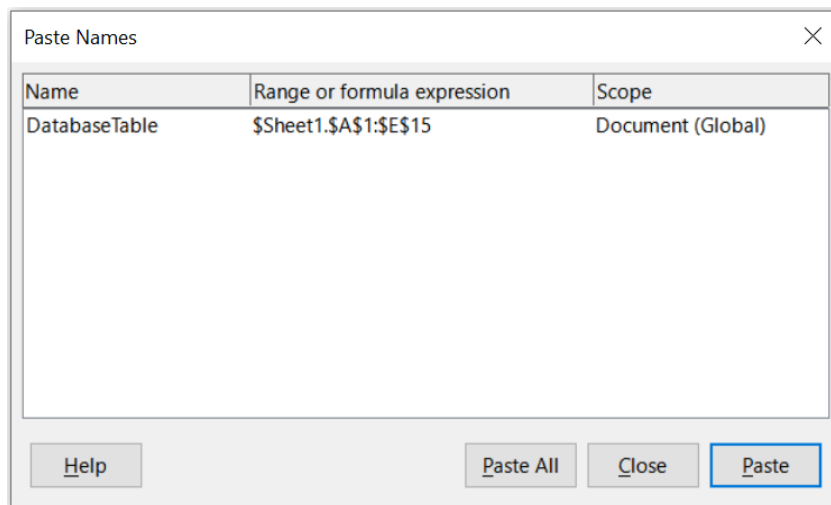 Paste Names
Name Range or formula expression Scope
DatabaseTable $Sheet1.$A$1:$E$15 Document (Global)
Help Paste All Close Paste